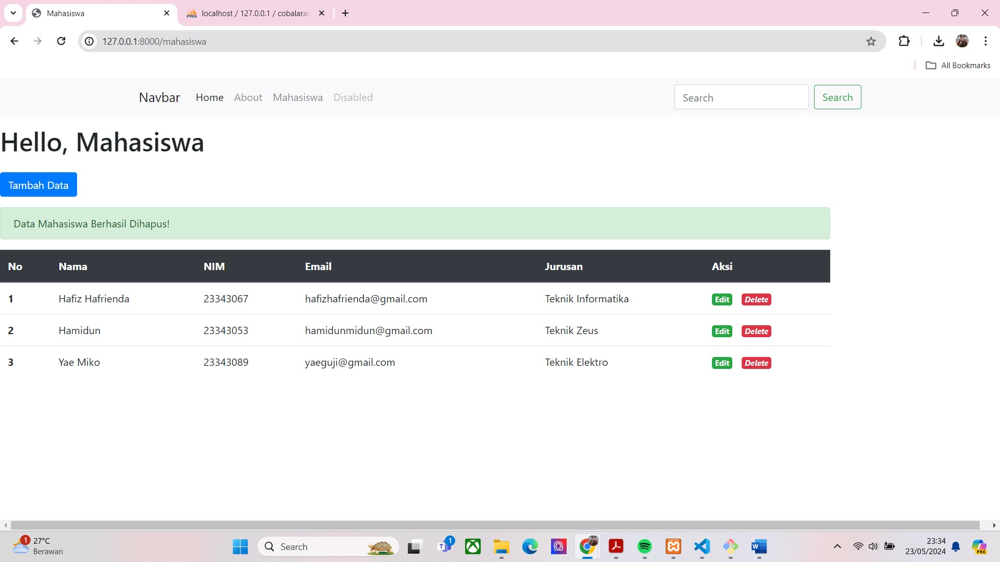 Mahasiswa
localhost / 127.0.0.1 / cobalarav
127.0.0.1:8000/mahasiswa
All Bookmarks
Navbar Home About Mahasiswa Disabled Search Search
Hello, Mahasiswa
Tambah Data
Data Mahasiswa Berhasil Dihapus!
No Nama NIM Email Jurusan Aksi
1 Hafiz Hafrienda 23343067 hafizhafrienda@gmail.com Teknik Informatika Edit Delete
2 Hamidun 23343053 hamidunmidun@gmail.com Teknik Zeus Edit Delete
3 Yae Miko 23343089 yaeguji@gmail.com Teknik Elektro Edit Delete
1 27°C
Berawan
Search
1
23:34
23/05/2024
PRE